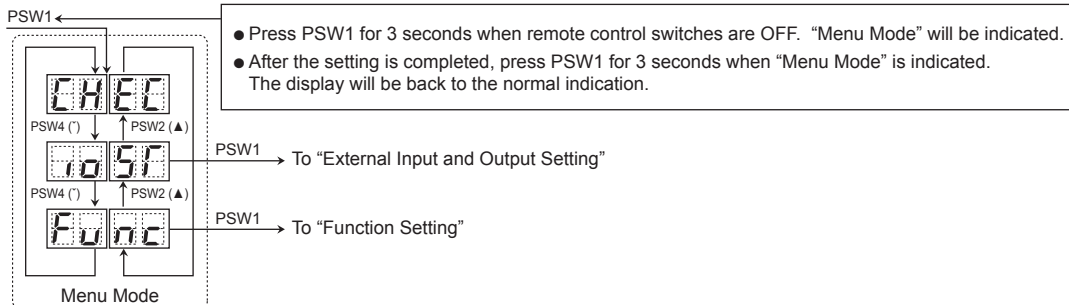 PSW1
● Press PSW1 for 3 seconds when remote control switches are OFF. “Menu Mode” will be indicated.
● After the setting is completed, press PSW1 for 3 seconds when “Menu Mode” is indicated.
The display will be back to the normal indication.
CHEC
PSW4 (ˇ) PSW2 (▲)
ioST PSW1 To “External Input and Output Setting”
PSW4 (ˇ) PSW2 (▲)
Func PSW1 To “Function Setting”
Menu Mode